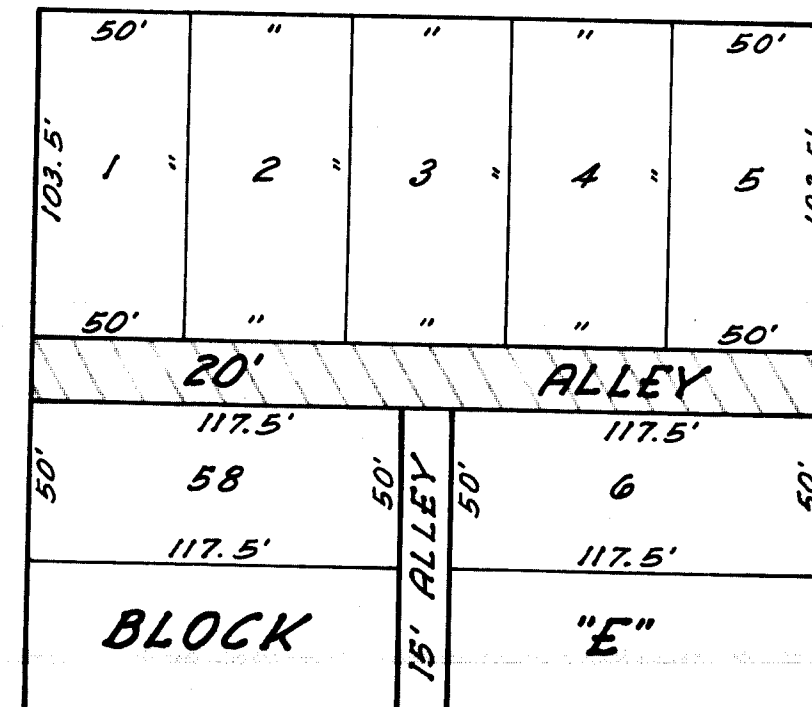 50' " " " 50'
103.5' 1 " 2 " 3 " 4 " 5
50' " " " 50'
20' ALLEY
117.5' 117.5'
50' 58 50' 50' 6 50'
117.5' 117.5'
15' ALLEY
BLOCK "E"